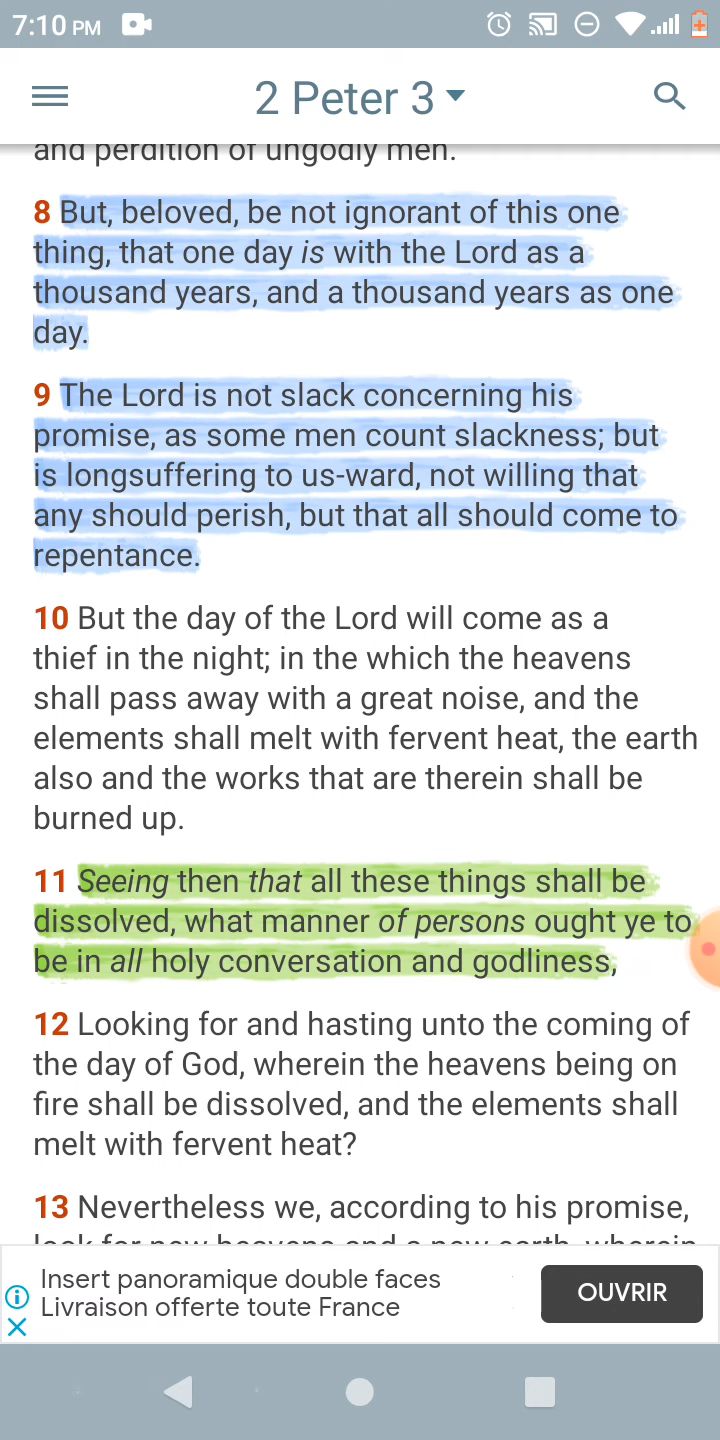 7:10 PM
2 Peter 3
and perdition of ungodly men.
8 But, beloved, be not ignorant of this one
thing, that one day is with the Lord as a
thousand years, and a thousand years as one
day.
9 The Lord is not slack concerning his
promise, as some men count slackness; but
is longsuffering to us-ward, not willing that
any should perish, but that all should come to
repentance.
10 But the day of the Lord will come as a
thief in the night; in the which the heavens
shall pass away with a great noise, and the
elements shall melt with fervent heat, the earth
also and the works that are therein shall be
burned up.
11 Seeing then that all these things shall be
dissolved, what manner of persons ought ye to
be in all holy conversation and godliness,
12 Looking for and hasting unto the coming of
the day of God, wherein the heavens being on
fire shall be dissolved, and the elements shall
melt with fervent heat?
13 Nevertheless we, according to his promise,
look for new heavens and a new earth, wherein
Insert panoramique double faces
Livraison offerte toute France
OUVRIR